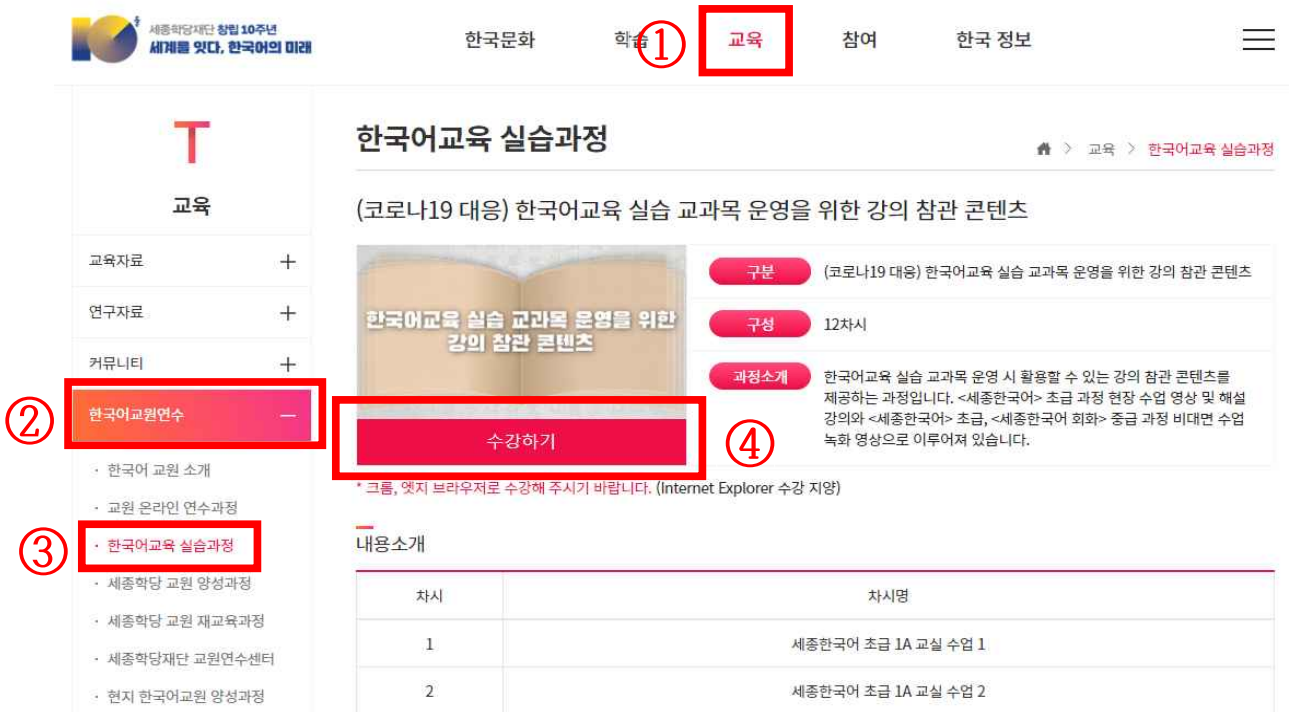 세종학당재단 창립 10주년
세계를 잇다, 한국어의 미래
한국문화
학습
①
교육
참여
한국 정보
T
교육
교육자료
연구자료
커뮤니티
②
한국어교원연수
· 한국어 교원 소개
· 교원 온라인 연수과정
③
· 한국어교육 실습과정
· 세종학당 교원 양성과정
· 세종학당 교원 재교육과정
· 세종학당재단 교원연수센터
· 현지 한국어교원 양성과정
한국어교육 실습과정
> 교육 > 한국어교육 실습과정
(코로나19 대응) 한국어교육 실습 교과목 운영을 위한 강의 참관 콘텐츠
한국어교육 실습 교과목 운영을 위한
강의 참관 콘텐츠
수강하기
④
구분 (코로나19 대응) 한국어교육 실습 교과목 운영을 위한 강의 참관 콘텐츠
구성 12차시
과정소개 한국어교육 실습 교과목 운영 시 활용할 수 있는 강의 참관 콘텐츠를
제공하는 과정입니다. <세종한국어> 초급 과정 현장 수업 영상 및 해설
강의와 <세종한국어> 초급, <세종한국어 회화> 중급 과정 비대면 수업
녹화 영상으로 이루어져 있습니다.
* 크롬, 엣지 브라우저로 수강해 주시기 바랍니다. (Internet Explorer 수강 지양)
내용소개
차시 차시명
1 세종한국어 초급 1A 교실 수업 1
2 세종한국어 초급 1A 교실 수업 2